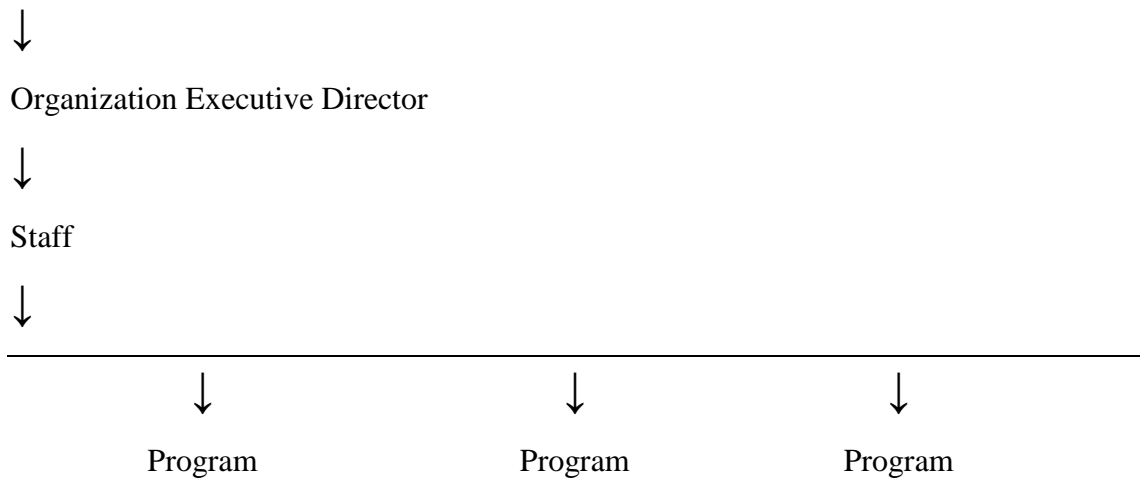 ↓
Organization Executive Director
↓
Staff
↓
↓ ↓ ↓
Program Program Program